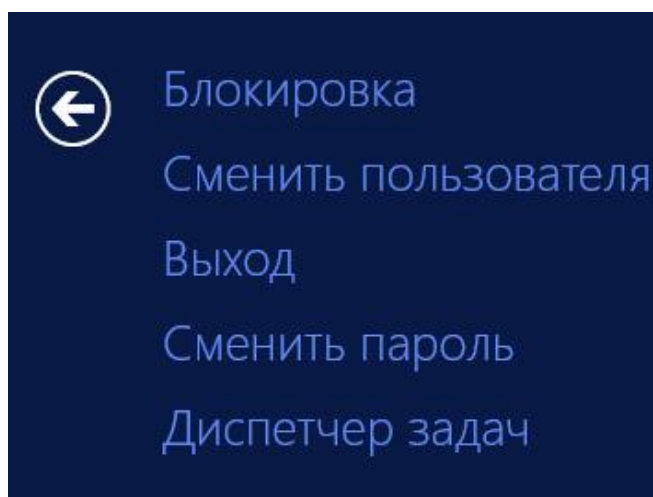 Блокировка
Сменить пользователя
Выход
Сменить пароль
Диспетчер задач